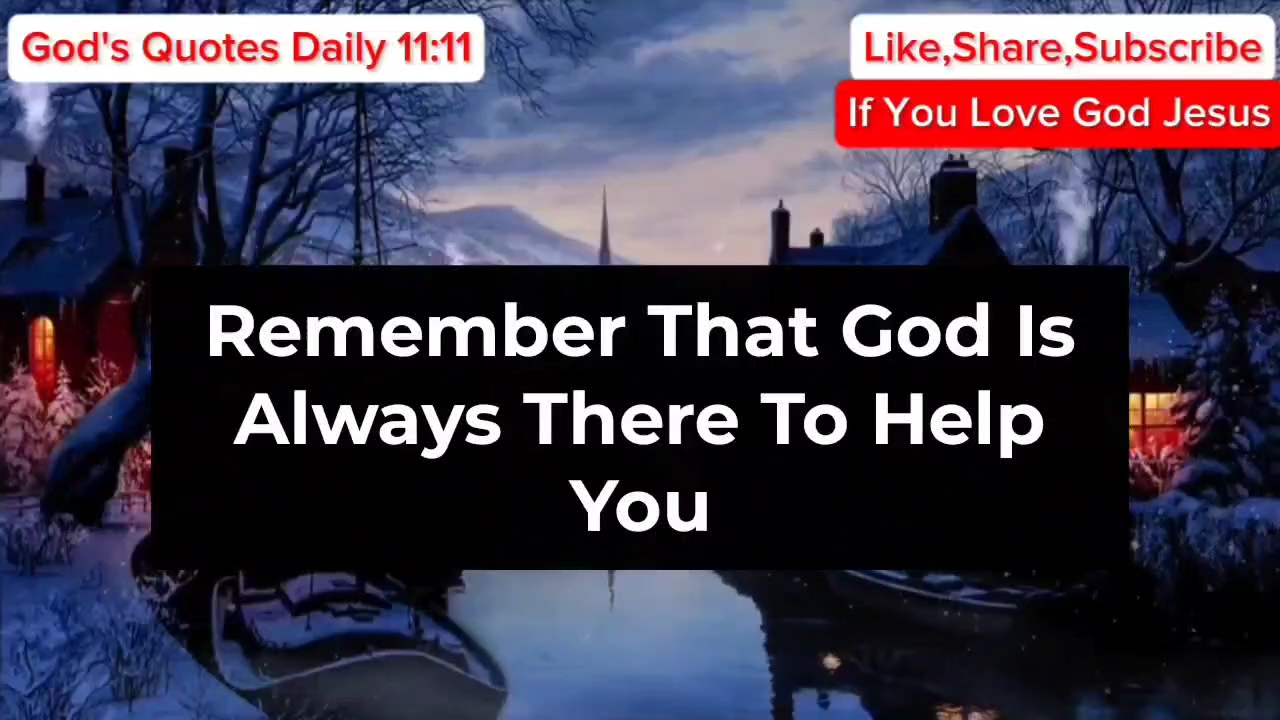 God's Quotes Daily 11:11
Like,Share,Subscribe
If You Love God Jesus
Remember That God Is
Always There To Help
You